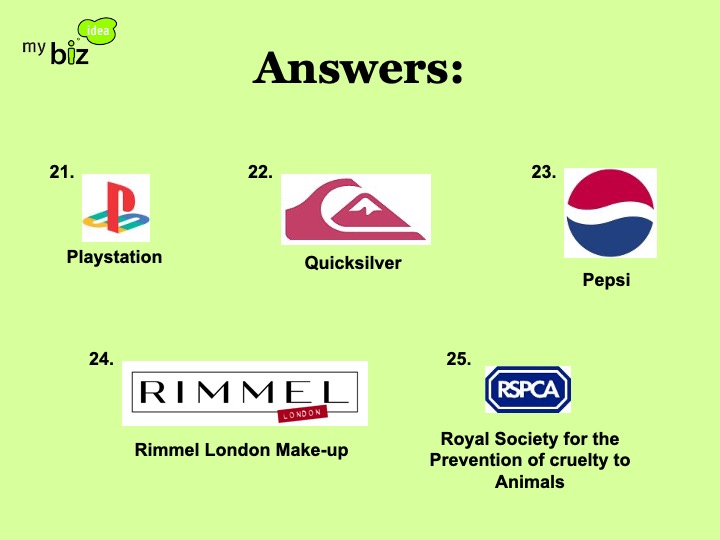 my biz idea
Answers:
21.
22.
23.
Playstation
Quicksilver
Pepsi
24.
25.
RIMMEL
LONDON
RSPCA
Rimmel London Make-up
Royal Society for the
Prevention of cruelty to
Animals